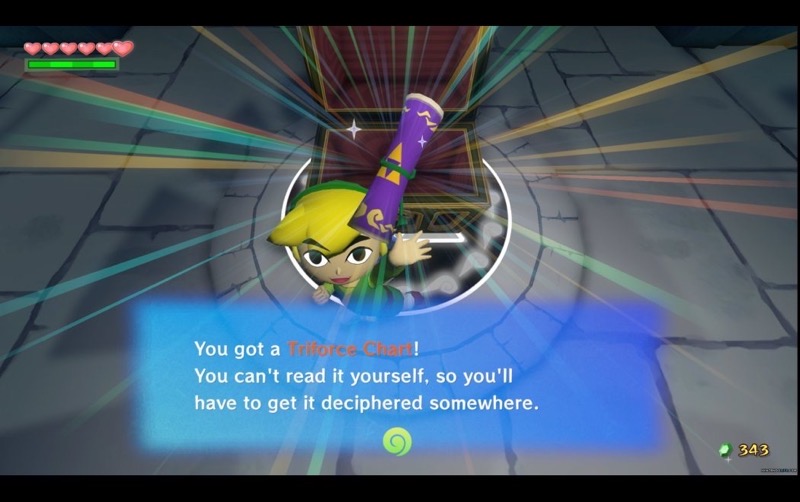 You got a Triforce Chart!
You can't read it yourself, so you'll
have to get it deciphered somewhere.
343